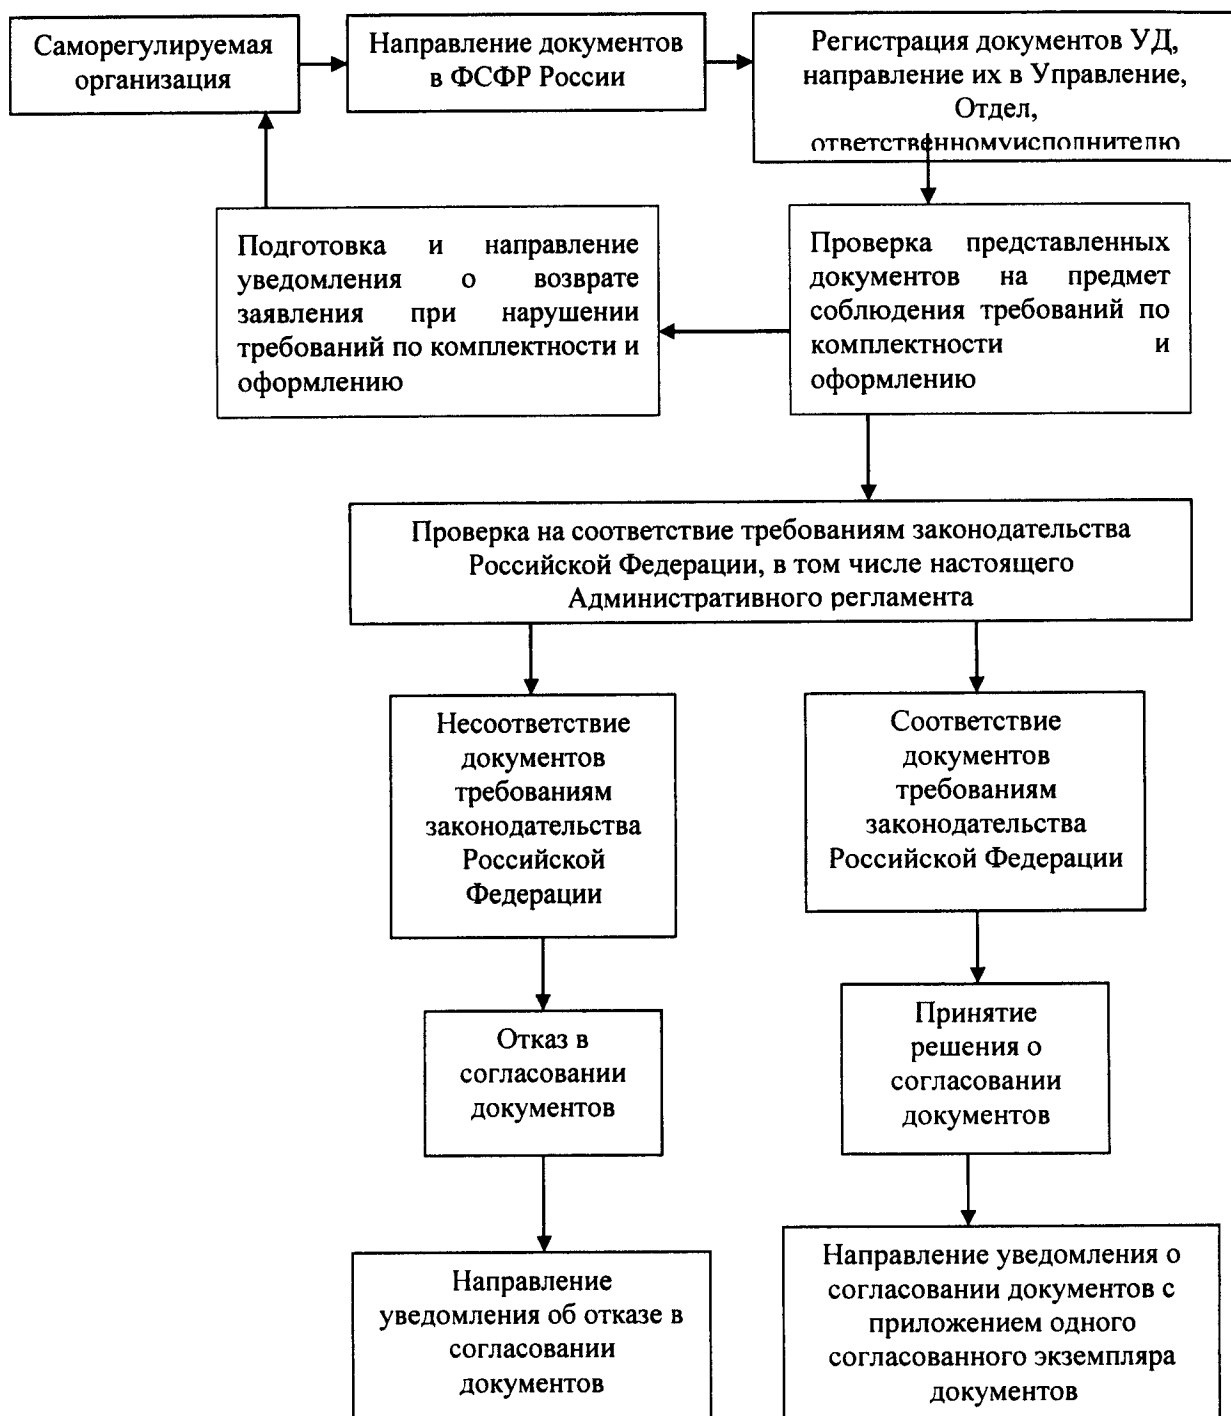 Саморегулируемая
организация
Направление документов
в ФСФР России
Регистрация документов УД,
направление их в Управление,
Отдел,
ответственномуисполнителю
Подготовка и направление
уведомления о возврате
заявления при нарушении
требований по комплектности и
оформлению
Проверка представленных
документов на предмет
соблюдения требований по
комплектности и
оформлению
Проверка на соответствие требованиям законодательства
Российской Федерации, в том числе настоящего
Административного регламента
Несоответствие
документов
требованиям
законодательства
Российской
Федерации
Соответствие
документов
требованиям
законодательства
Российской Федерации
Отказ в
согласовании
документов
Принятие
решения о
согласовании
документов
Направление
уведомления об отказе в
согласовании
документов
Направление уведомления о
согласовании документов с
приложением одного
согласованного экземпляра
документов